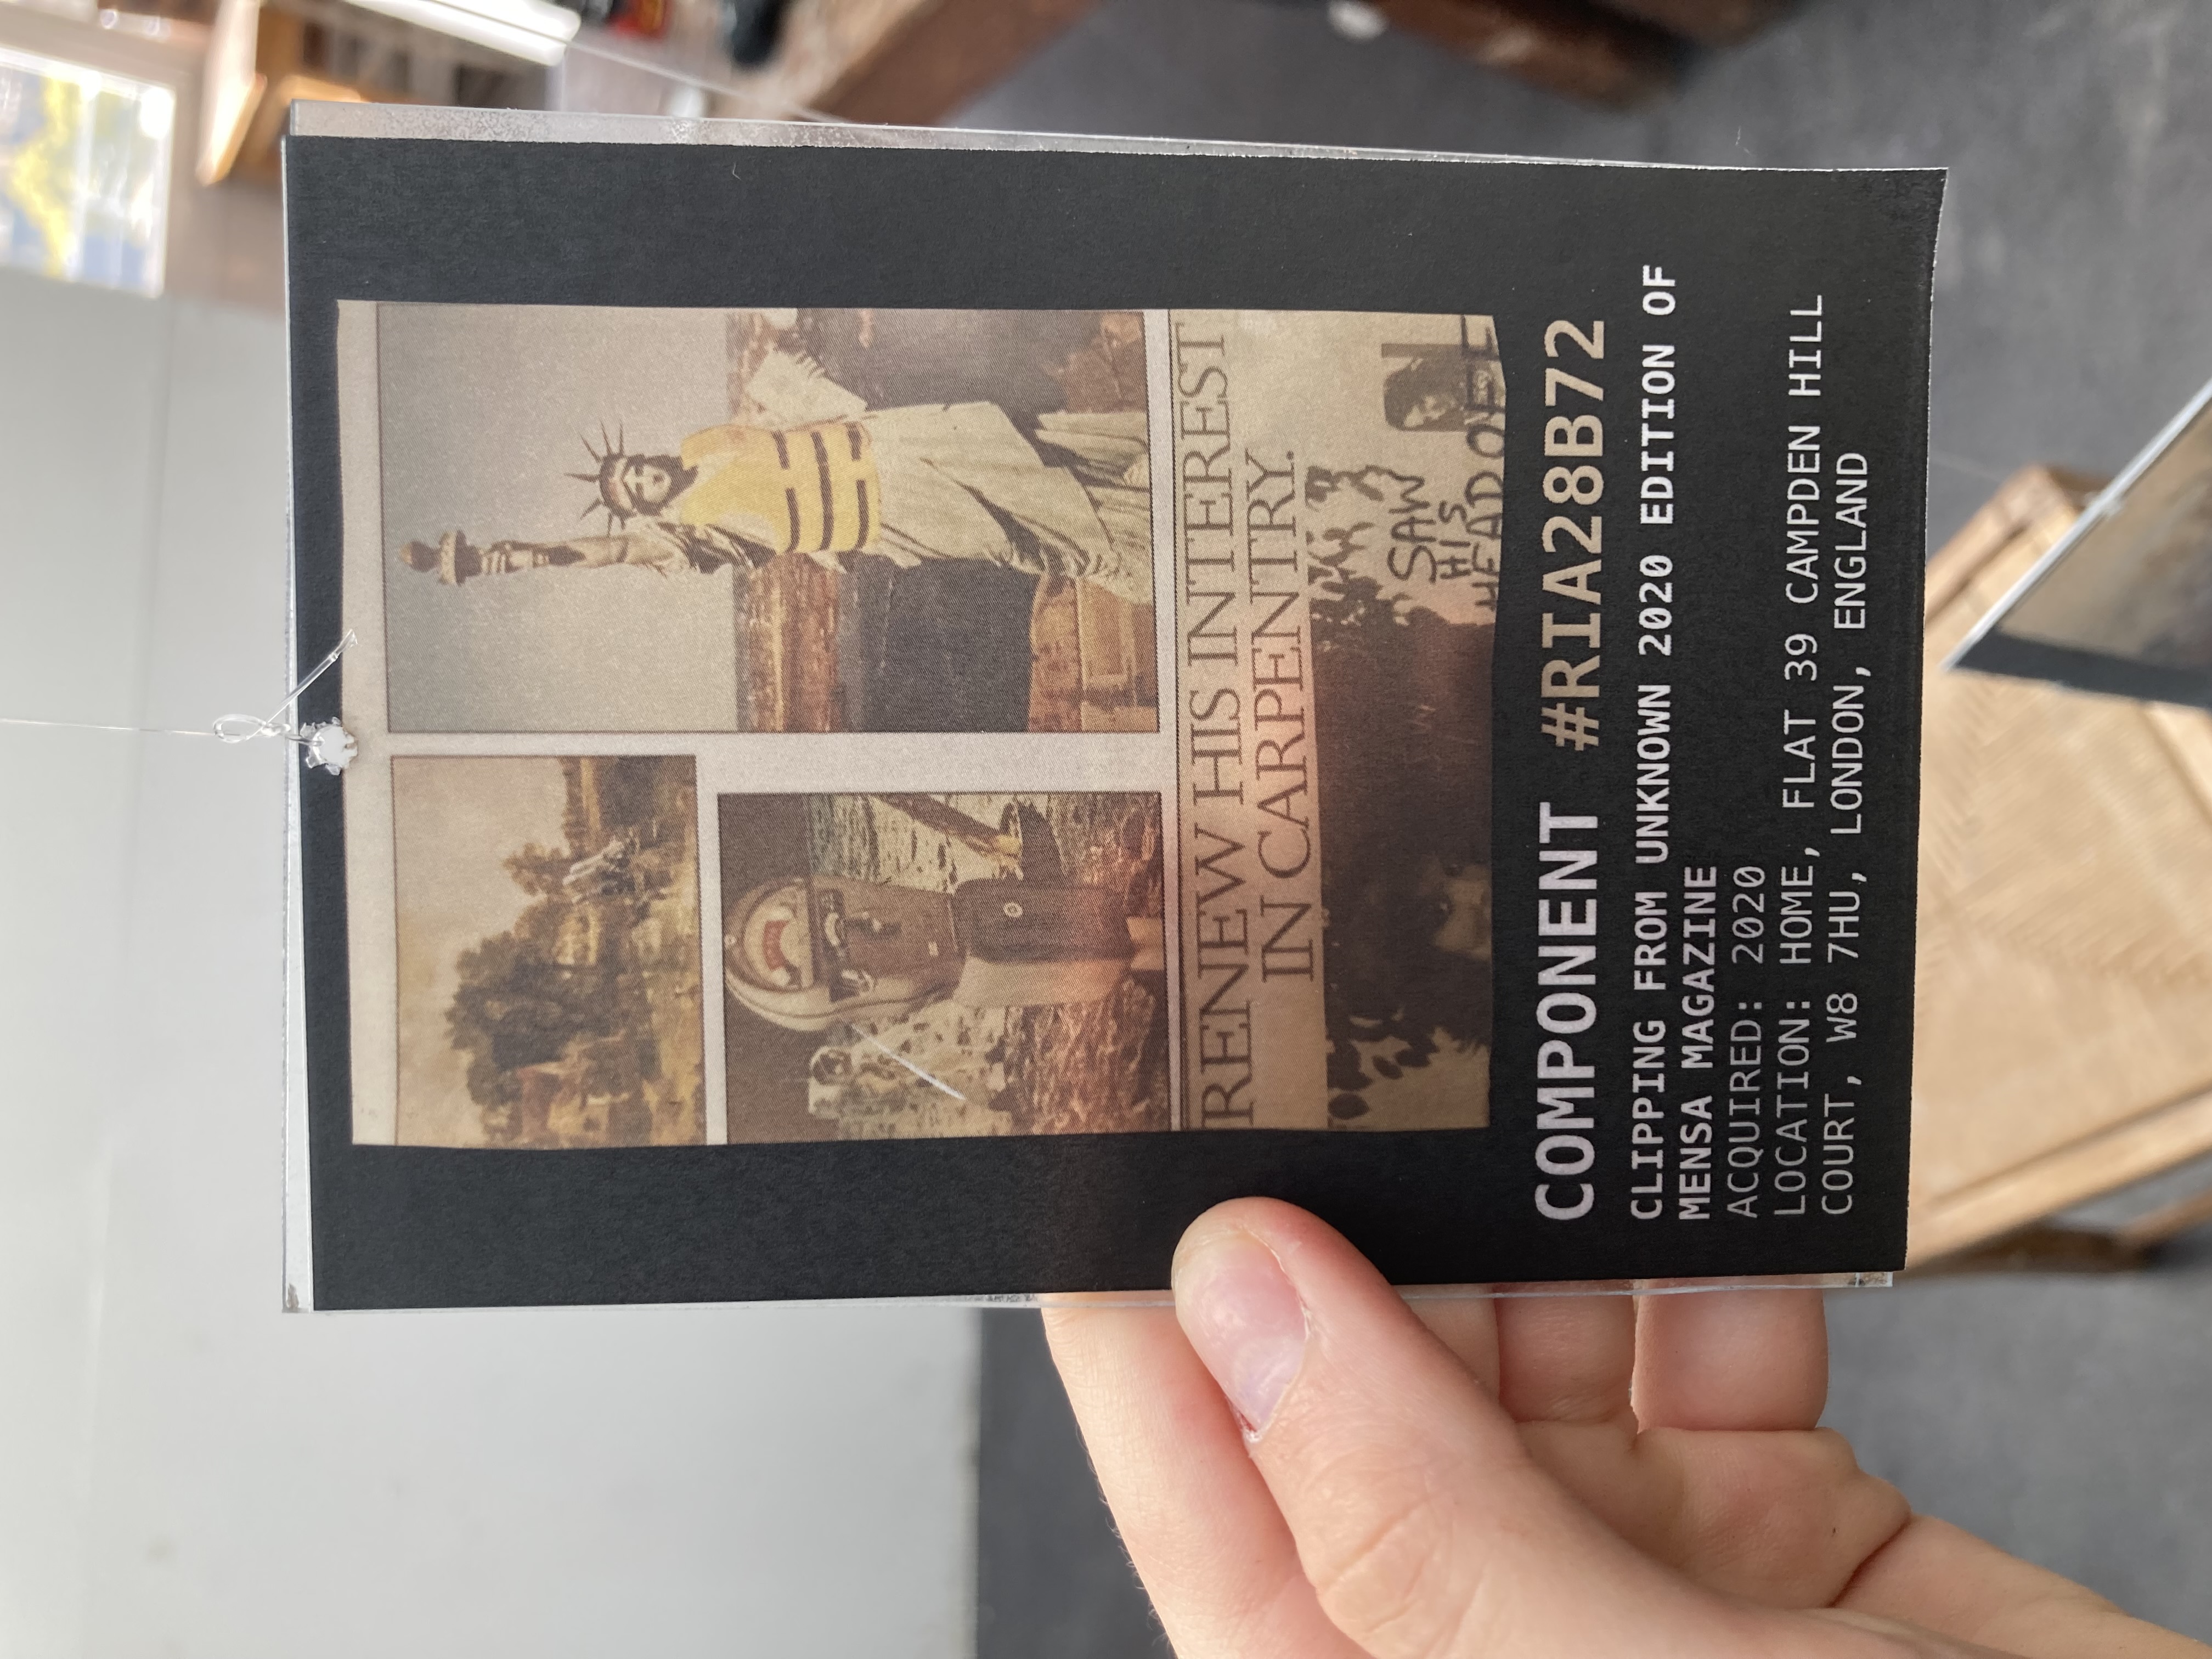 RENEW HIS INTEREST
IN CARPENTRY.
SAW
HIS
HEAD OFF
COMPONENT #RIA28B72
CLIPPING FROM UNKNOWN 2020 EDITION OF
MENSA MAGAZINE
ACQUIRED: 2020
LOCATION: HOME, FLAT 39 CAMPDEN HILL
COURT, W8 7HU, LONDON, ENGLAND